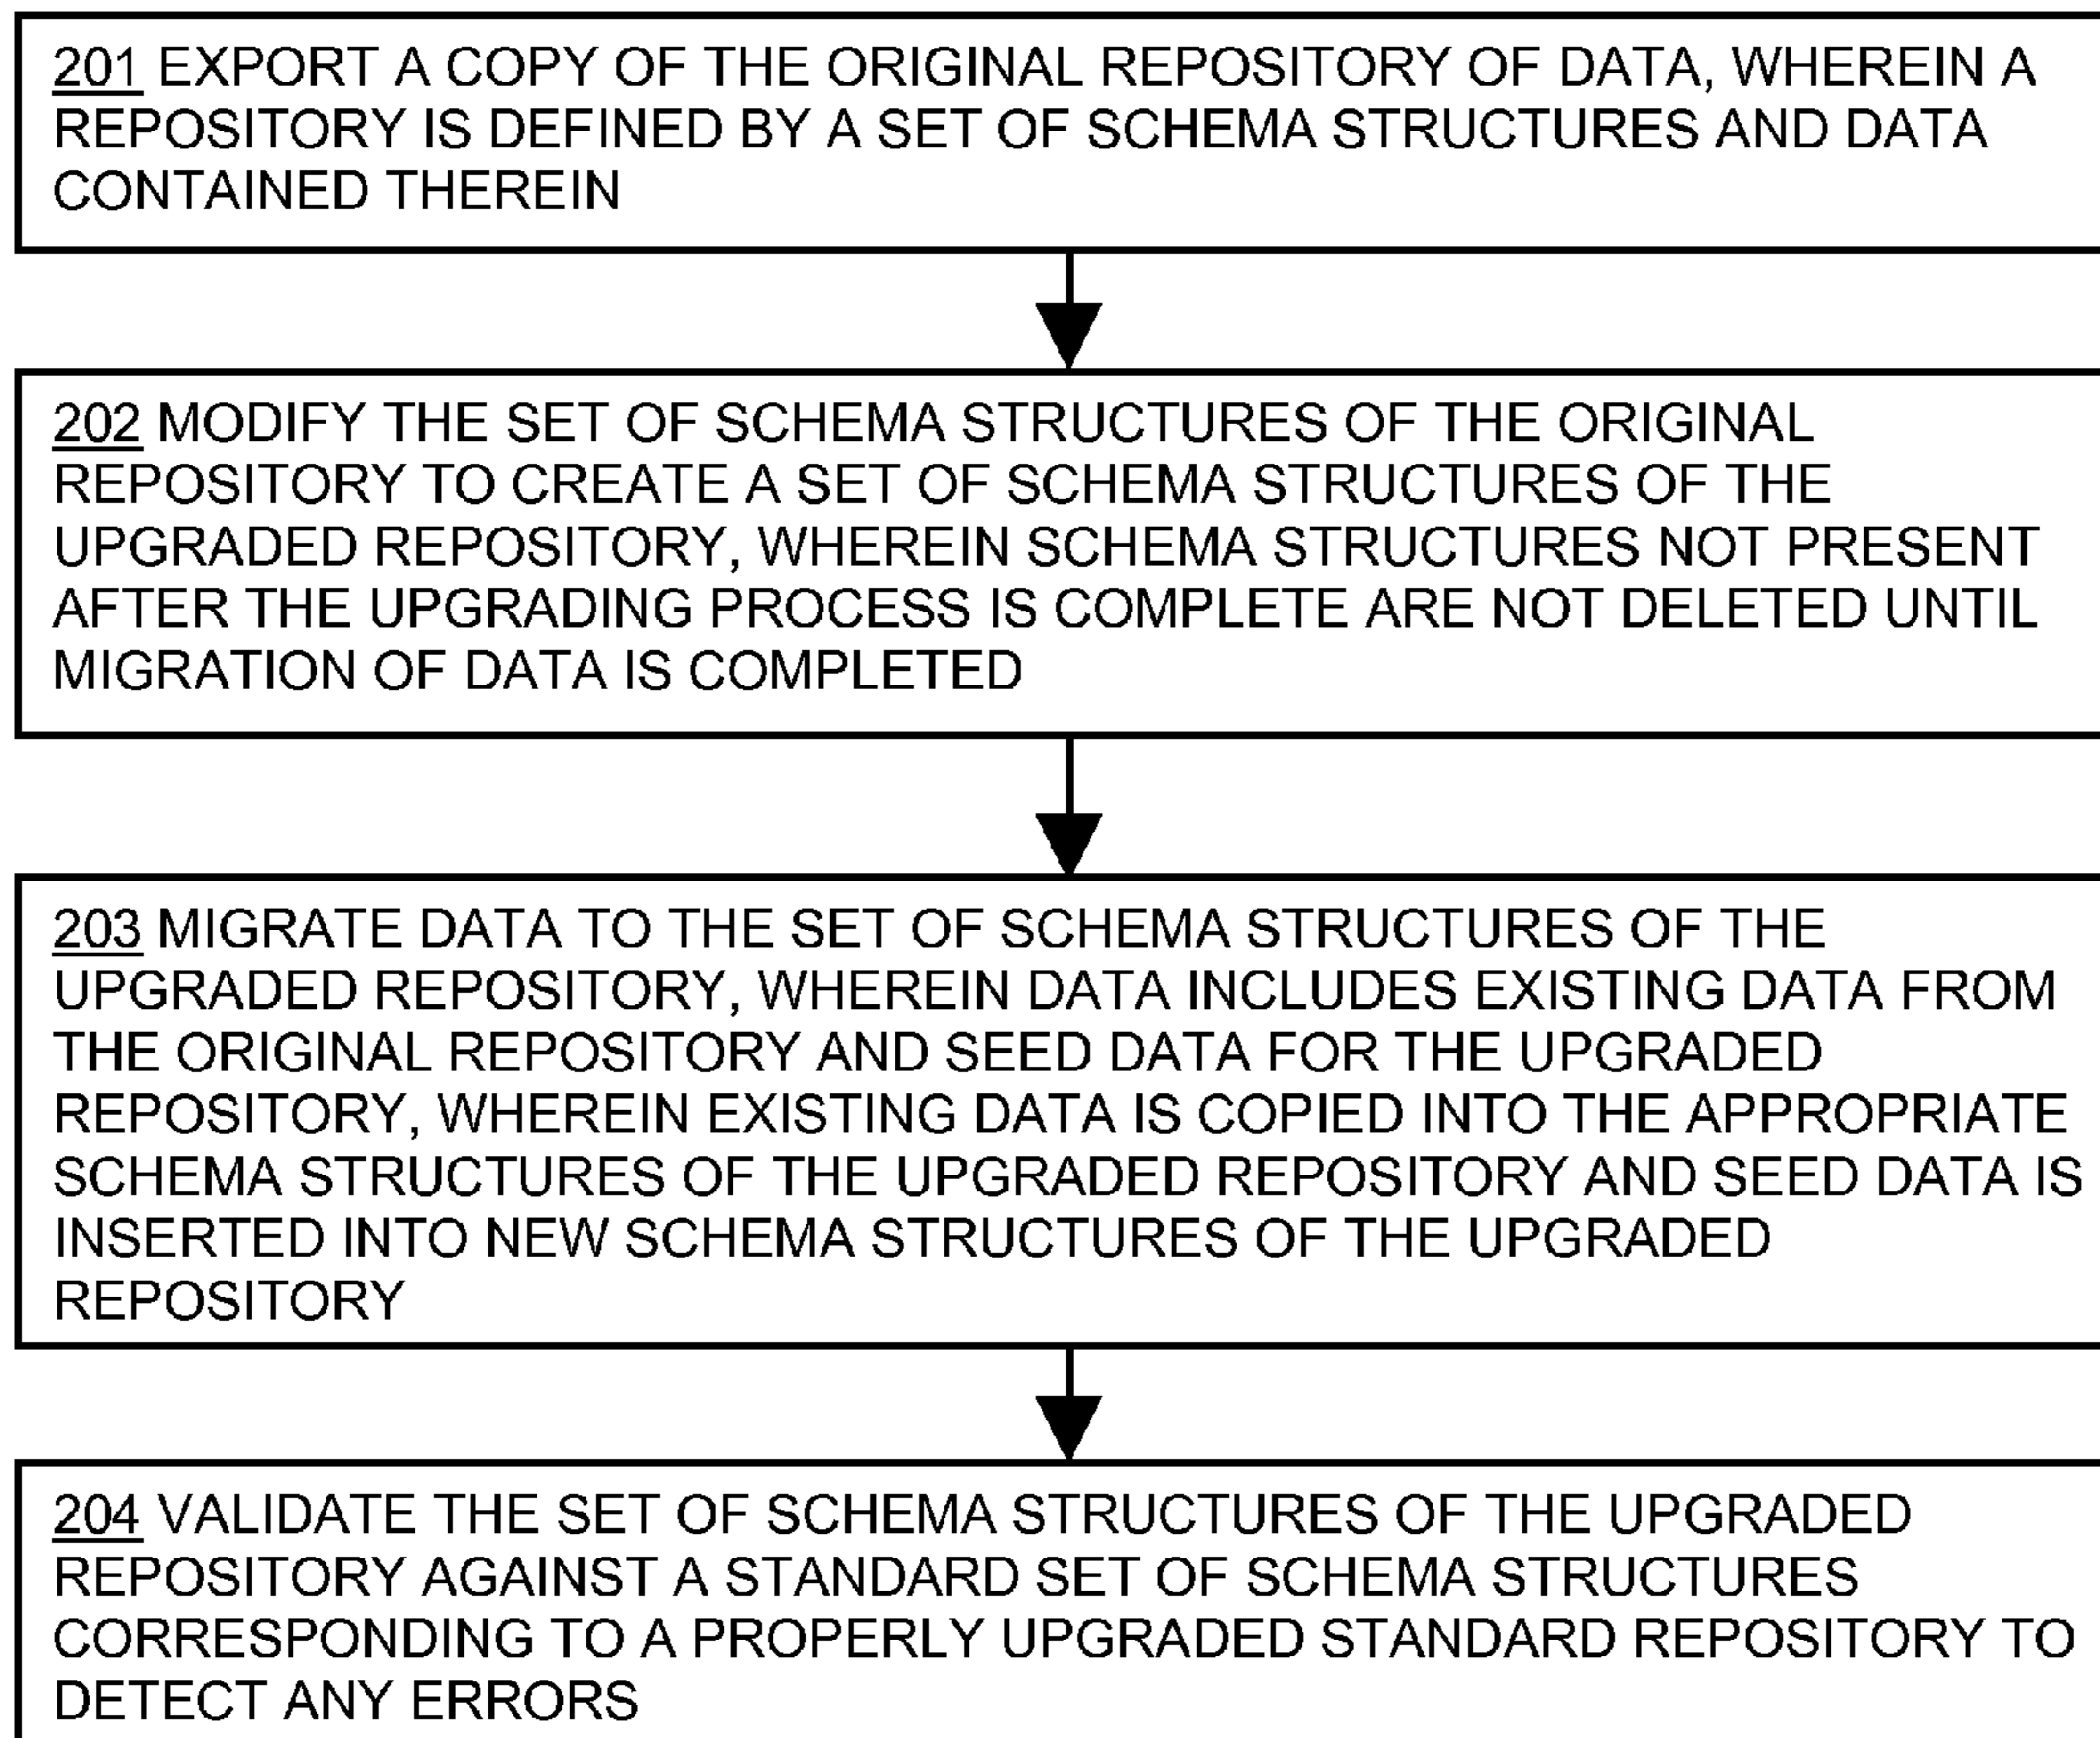 201 EXPORT A COPY OF THE ORIGINAL REPOSITORY OF DATA, WHEREIN A
REPOSITORY IS DEFINED BY A SET OF SCHEMA STRUCTURES AND DATA
CONTAINED THEREIN
202 MODIFY THE SET OF SCHEMA STRUCTURES OF THE ORIGINAL
REPOSITORY TO CREATE A SET OF SCHEMA STRUCTURES OF THE
UPGRADED REPOSITORY, WHEREIN SCHEMA STRUCTURES NOT PRESENT
AFTER THE UPGRADING PROCESS IS COMPLETE ARE NOT DELETED UNTIL
MIGRATION OF DATA IS COMPLETED
203 MIGRATE DATA TO THE SET OF SCHEMA STRUCTURES OF THE
UPGRADED REPOSITORY, WHEREIN DATA INCLUDES EXISTING DATA FROM
THE ORIGINAL REPOSITORY AND SEED DATA FOR THE UPGRADED
REPOSITORY, WHEREIN EXISTING DATA IS COPIED INTO THE APPROPRIATE
SCHEMA STRUCTURES OF THE UPGRADED REPOSITORY AND SEED DATA IS
INSERTED INTO NEW SCHEMA STRUCTURES OF THE UPGRADED
REPOSITORY
204 VALIDATE THE SET OF SCHEMA STRUCTURES OF THE UPGRADED
REPOSITORY AGAINST A STANDARD SET OF SCHEMA STRUCTURES
CORRESPONDING TO A PROPERLY UPGRADED STANDARD REPOSITORY TO
DETECT ANY ERRORS